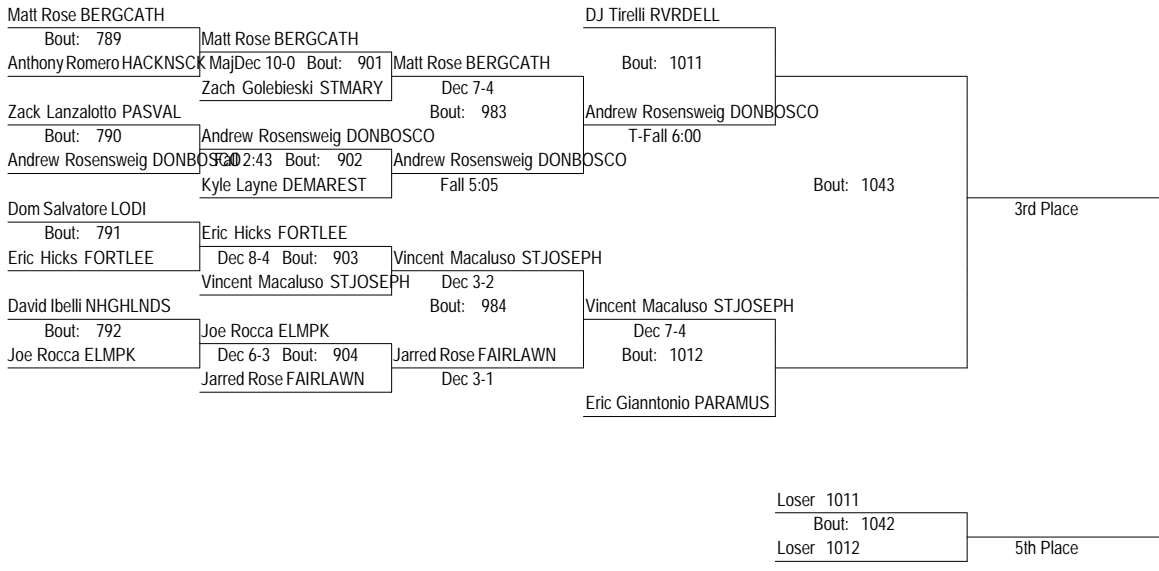 Matt Rose BERGCATH
DJ Tirelli RVRDELL
Bout: 789
Matt Rose BERGCATH
Anthony Romero HACKNSCK
MajDec 10-0 Bout: 901
Matt Rose BERGCATH
Bout: 1011
Zach Golebieski STMARY
Dec 7-4
Zack Lanzalotto PASVAL
Bout: 983
Andrew Rosensweig DONBOSCO
Bout: 790
Andrew Rosensweig DONBOSCO
T-Fall 6:00
Andrew Rosensweig DONBOSCO
Fall 2:43 Bout: 902
Andrew Rosensweig DONBOSCO
Kyle Layne DEMAREST
Fall 5:05
Bout: 1043
Dom Salvatore LODI
3rd Place
Bout: 791
Eric Hicks FORTLEE
Eric Hicks FORTLEE
Dec 8-4 Bout: 903
Vincent Macaluso STJOSEPH
Vincent Macaluso STJOSEPH
Dec 3-2
David Ibelli NHGHLNDS
Bout: 984
Vincent Macaluso STJOSEPH
Bout: 792
Joe Rocca ELMPK
Dec 7-4
Joe Rocca ELMPK
Dec 6-3 Bout: 904
Jarred Rose FAIRLAWN
Bout: 1012
Jarred Rose FAIRLAWN
Dec 3-1
Eric Gianntonio PARAMUS
Loser 1011
Bout: 1042
Loser 1012
5th Place